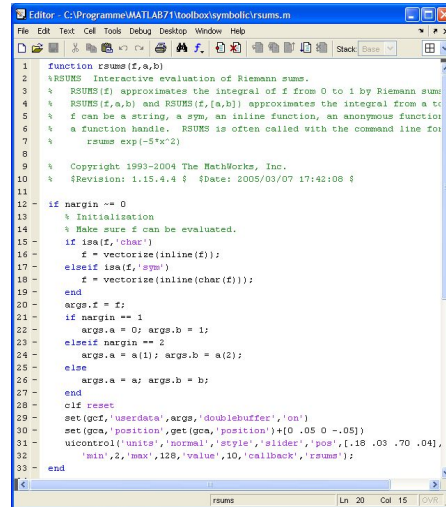 Editor - C:\Programme\MATLAB71\toolbox\symbolic\rsums.m
File Edit Text Cell Tools Debug Desktop Window Help
Stack: Base
1 function rsums(f,a,b)
2 %RSUMS Interactive evaluation of Riemann sums.
3 % RSUMS(f) approximates the integral of f from 0 to 1 by Riemann sums
4 % RSUMS(f,a,b) and RSUMS(f,[a,b]) approximates the integral from a to
5 % f can be a string, a sym, an inline function, an anonymous function
6 % a function handle. RSUMS is often called with the command line for
7 % rsums exp(-5*x^2)
8
9 % Copyright 1993-2004 The MathWorks, Inc.
10 % $Revision: 1.15.4.4 $ $Date: 2005/03/07 17:42:08 $
11
12 - if nargin ~= 0
13 % Initialization
14 % Make sure f can be evaluated.
15 - if isa(f,'char')
16 - f = vectorize(inline(f));
17 - elseif isa(f,'sym')
18 - f = vectorize(inline(char(f)));
19 - end
20 - args.f = f;
21 - if nargin == 1
22 - args.a = 0; args.b = 1;
23 - elseif nargin == 2
24 - args.a = a(1); args.b = a(2);
25 - else
26 - args.a = a; args.b = b;
27 - end
28 - clf reset
29 - set(gcf,'userdata',args,'doublebuffer','on')
30 - set(gca,'position',get(gca,'position')+[0 .05 0 -.05])
31 - uicontrol('units','normal','style','slider','pos',[.18 .03 .70 .04],
32 'min',2,'max',128,'value',10,'callback','rsums');
33 - end
rsums Ln 20 Col 15 OVR